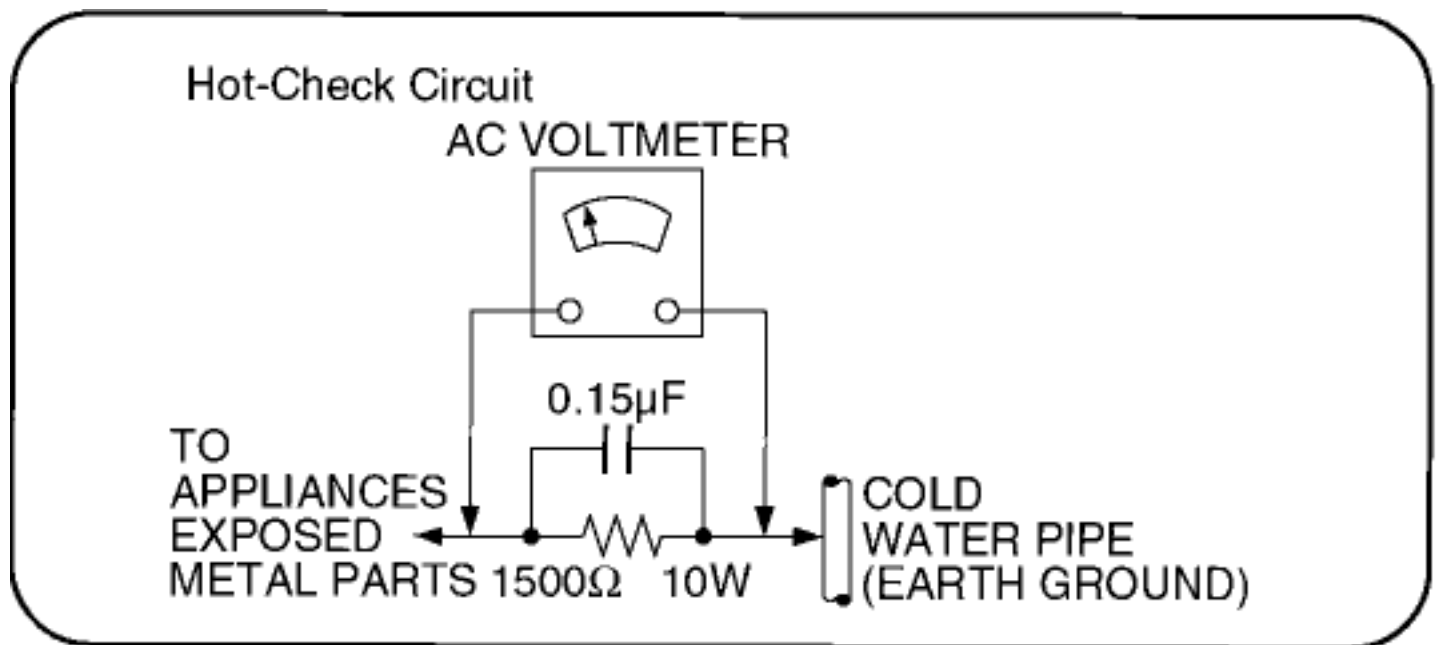 Hot-Check Circuit
AC VOLTMETER
0.15µF
TO
APPLIANCES
EXPOSED
METAL PARTS
1500Ω
10W
COLD
WATER PIPE
(EARTH GROUND)